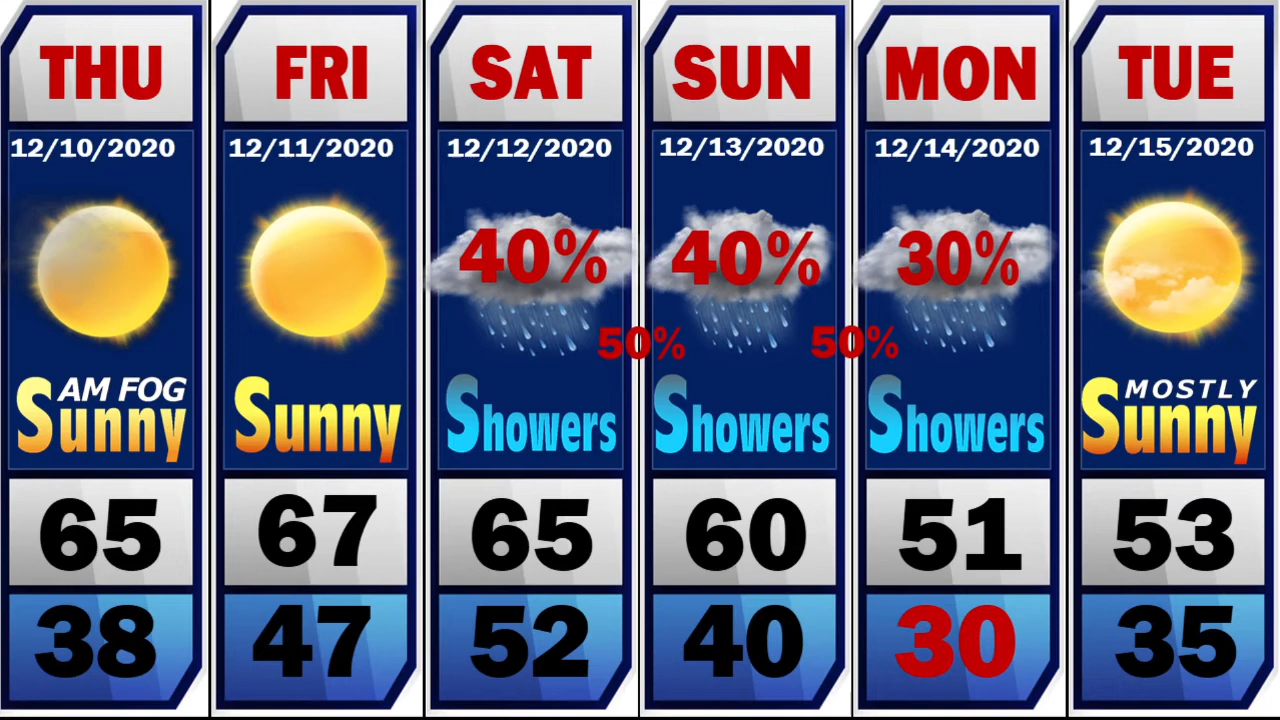 THU
12/10/2020
AM FOG
Sunny
65
38
FRI
12/11/2020
Sunny
67
47
SAT
12/12/2020
40%
50%
Showers
65
52
SUN
12/13/2020
40%
50%
Showers
60
40
MON
12/14/2020
30%
Showers
51
30
TUE
12/15/2020
MOSTLY
Sunny
53
35